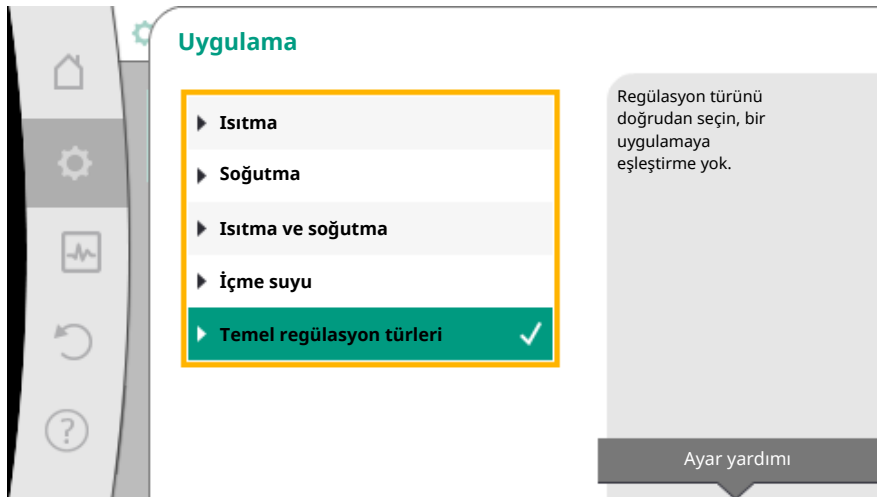 Uygulama
Isıtma
Soğutma
Isıtma ve soğutma
İçme suyu
Temel regülasyon türleri
Regülasyon türünü
doğrudan seçin, bir
uygulamaya
eşleştirme yok.
Ayar yardımı